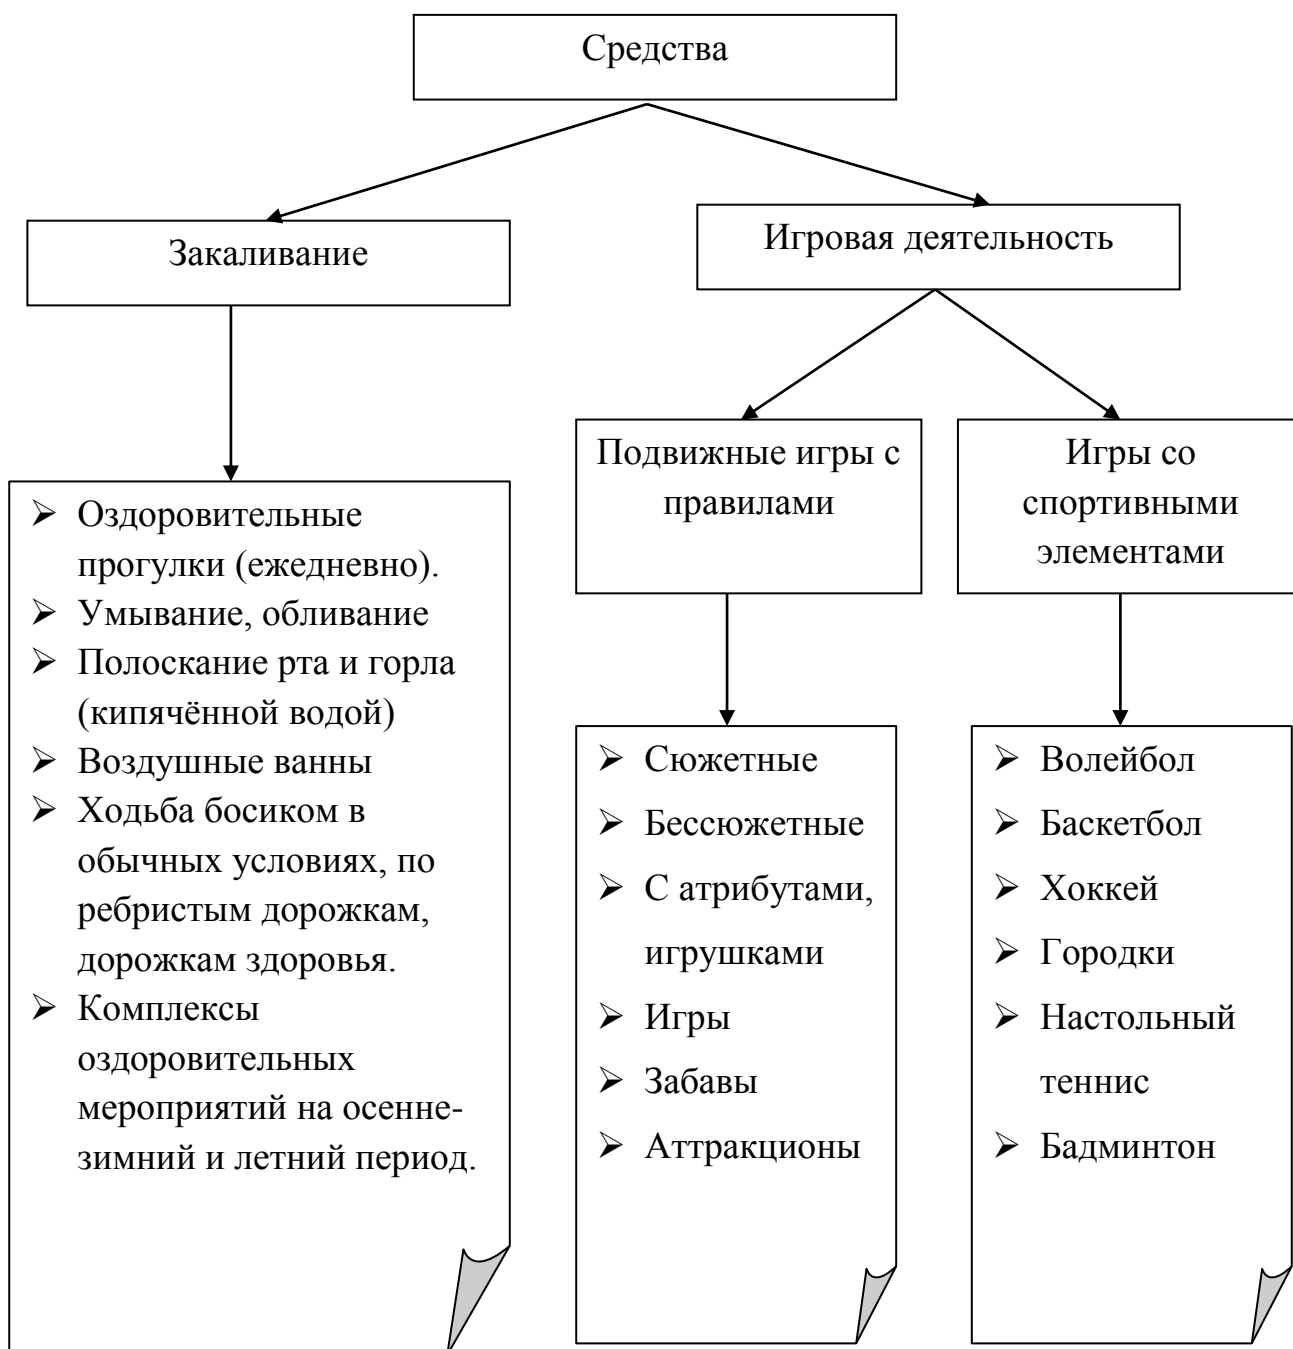 Средства
Закаливание
Игровая деятельность
Подвижные игры с
правилами
Игры со
спортивными
элементами
➢ Оздоровительные
прогулки (ежедневно).
➢ Умывание, обливание
➢ Полоскание рта и горла
(кипячённой водой)
➢ Воздушные ванны
➢ Ходьба босиком в
обычных условиях, по
ребристым дорожкам,
дорожкам здоровья.
➢ Комплексы
оздоровительных
мероприятий на осенне-
зимний и летний период.
➢ Сюжетные
➢ Бессюжетные
➢ С атрибутами,
игрушками
➢ Игры
➢ Забавы
➢ Аттракционы
➢ Волейбол
➢ Баскетбол
➢ Хоккей
➢ Городки
➢ Настольный
теннис
➢ Бадминтон